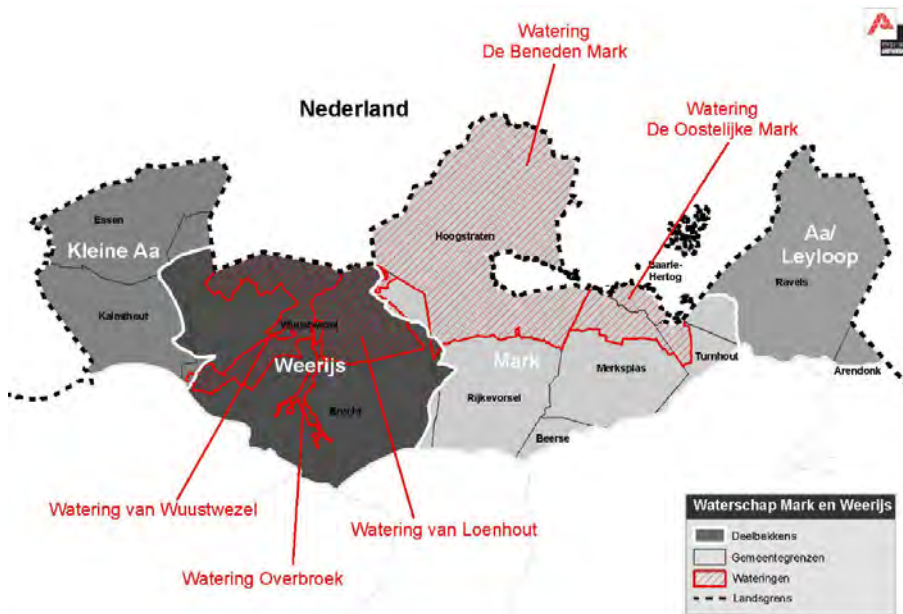 Watering
De Beneden Mark
Nederland
Watering
De Oostelijke Mark
Essen
Kleine Aa
Hoogstraten
Baarle-
Hertog
Aa/
Leyloop
Ravels
Kalmthout
Wuustwezel
Weerijs
Mark
Turnhout
Merksplas
Arendonk
Rijkevorsel
Brecht
Beerse
Watering van Wuustwezel
Watering van Loenhout
Watering Overbroek
Waterschap Mark en Weerijs
Deelbekkens
Gemeentegrenzen
Wateringen
Landsgrens